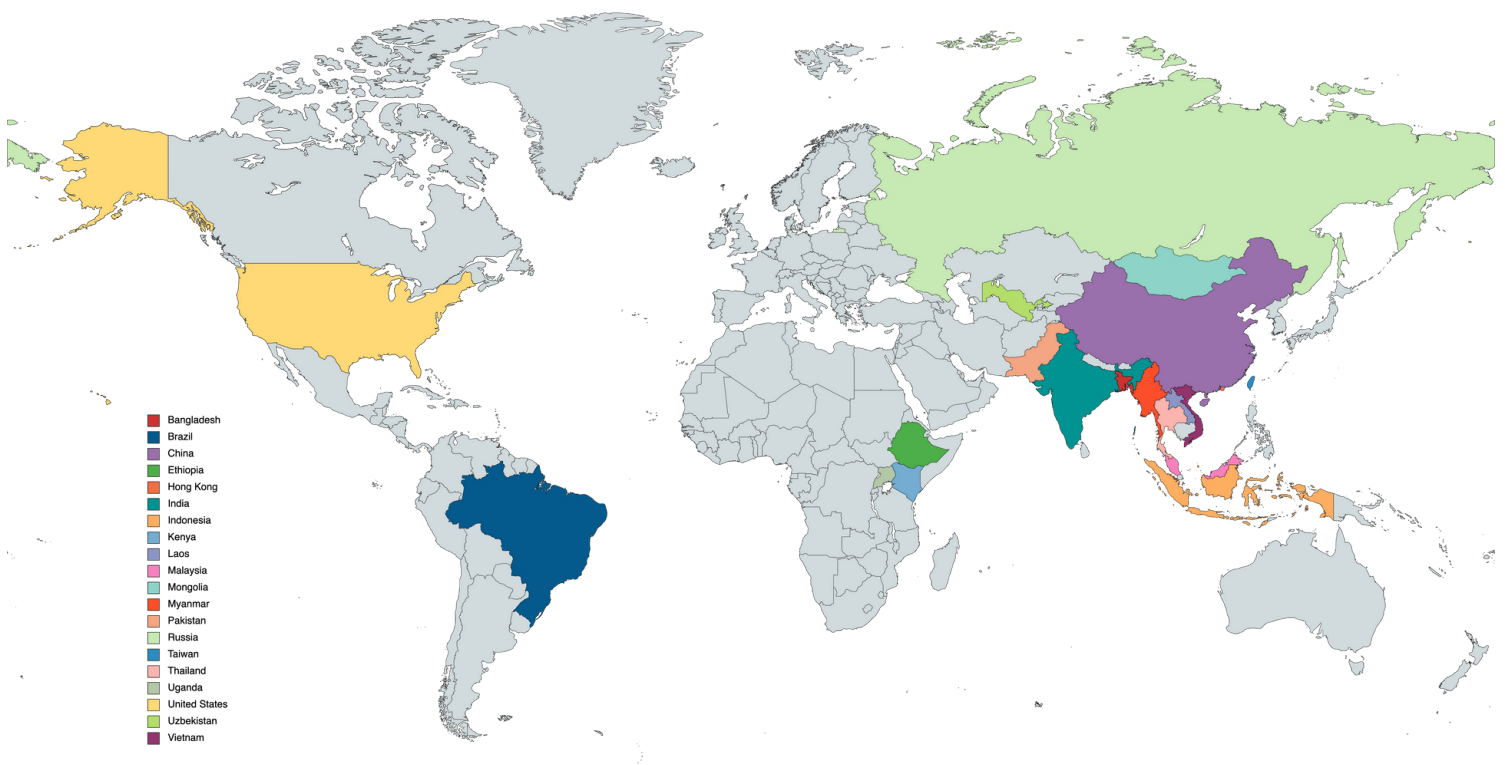 Bangladesh
Brazil
China
Ethiopia
Hong Kong
India
Indonesia
Kenya
Laos
Malaysia
Mongolia
Myanmar
Pakistan
Russia
Taiwan
Thailand
Uganda
United States
Uzbekistan
Vietnam